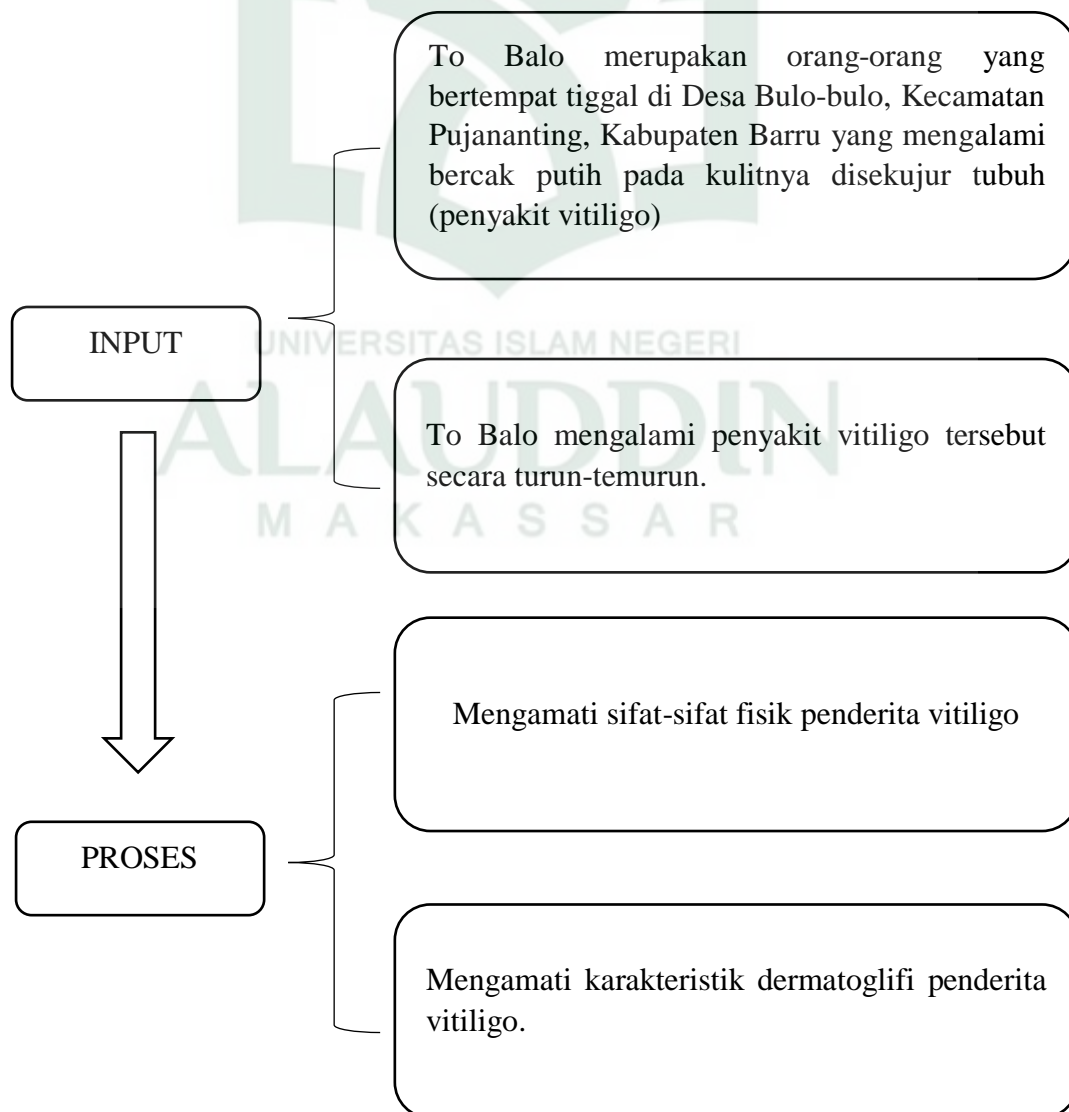 To Balo merupakan orang-orang yang
bertempat tiggal di Desa Bulo-bulo, Kecamatan
Pujananting, Kabupaten Barru yang mengalami
bercak putih pada kulitnya disekujur tubuh
(penyakit vitiligo)
INPUT
UNIVERSITAS ISLAM NEGERI
ALAUDDIN
MAKASSAR
To Balo mengalami penyakit vitiligo tersebut
secara turun-temurun.
Mengamati sifat-sifat fisik penderita vitiligo
PROSES
Mengamati karakteristik dermatoglifi penderita
vitiligo.